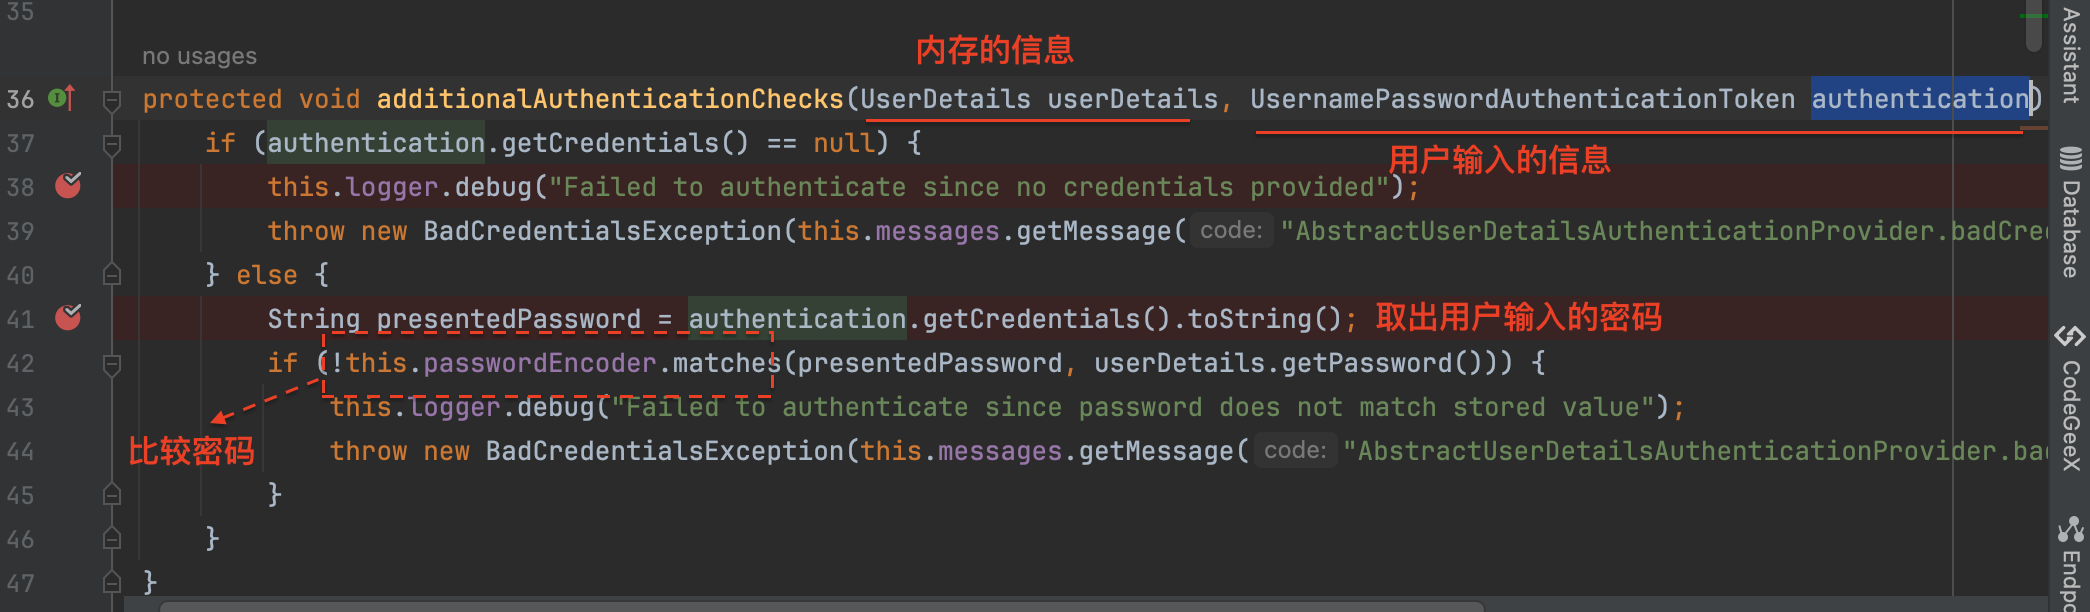 35
no usages
内存的信息
36 protected void additionalAuthenticationChecks(UserDetails userDetails, UsernamePasswordAuthenticationToken authentication)
37 if (authentication.getCredentials() == null) {
用户输入的信息
38 this.logger.debug("Failed to authenticate since no credentials provided");
39 throw new BadCredentialsException(this.messages.getMessage( code: "AbstractUserDetailsAuthenticationProvider.badCre
40 } else {
41 String presentedPassword = authentication.getCredentials().toString(); 取出用户输入的密码
42 if (!this.passwordEncoder.matches(presentedPassword, userDetails.getPassword())) {
43 this.logger.debug("Failed to authenticate since password does not match stored value");
44 throw new BadCredentialsException(this.messages.getMessage( code: "AbstractUserDetailsAuthenticationProvider.bad
比较密码
45 }
46 }
47 }
Assistant
Database
CodeGeeX
Endpo